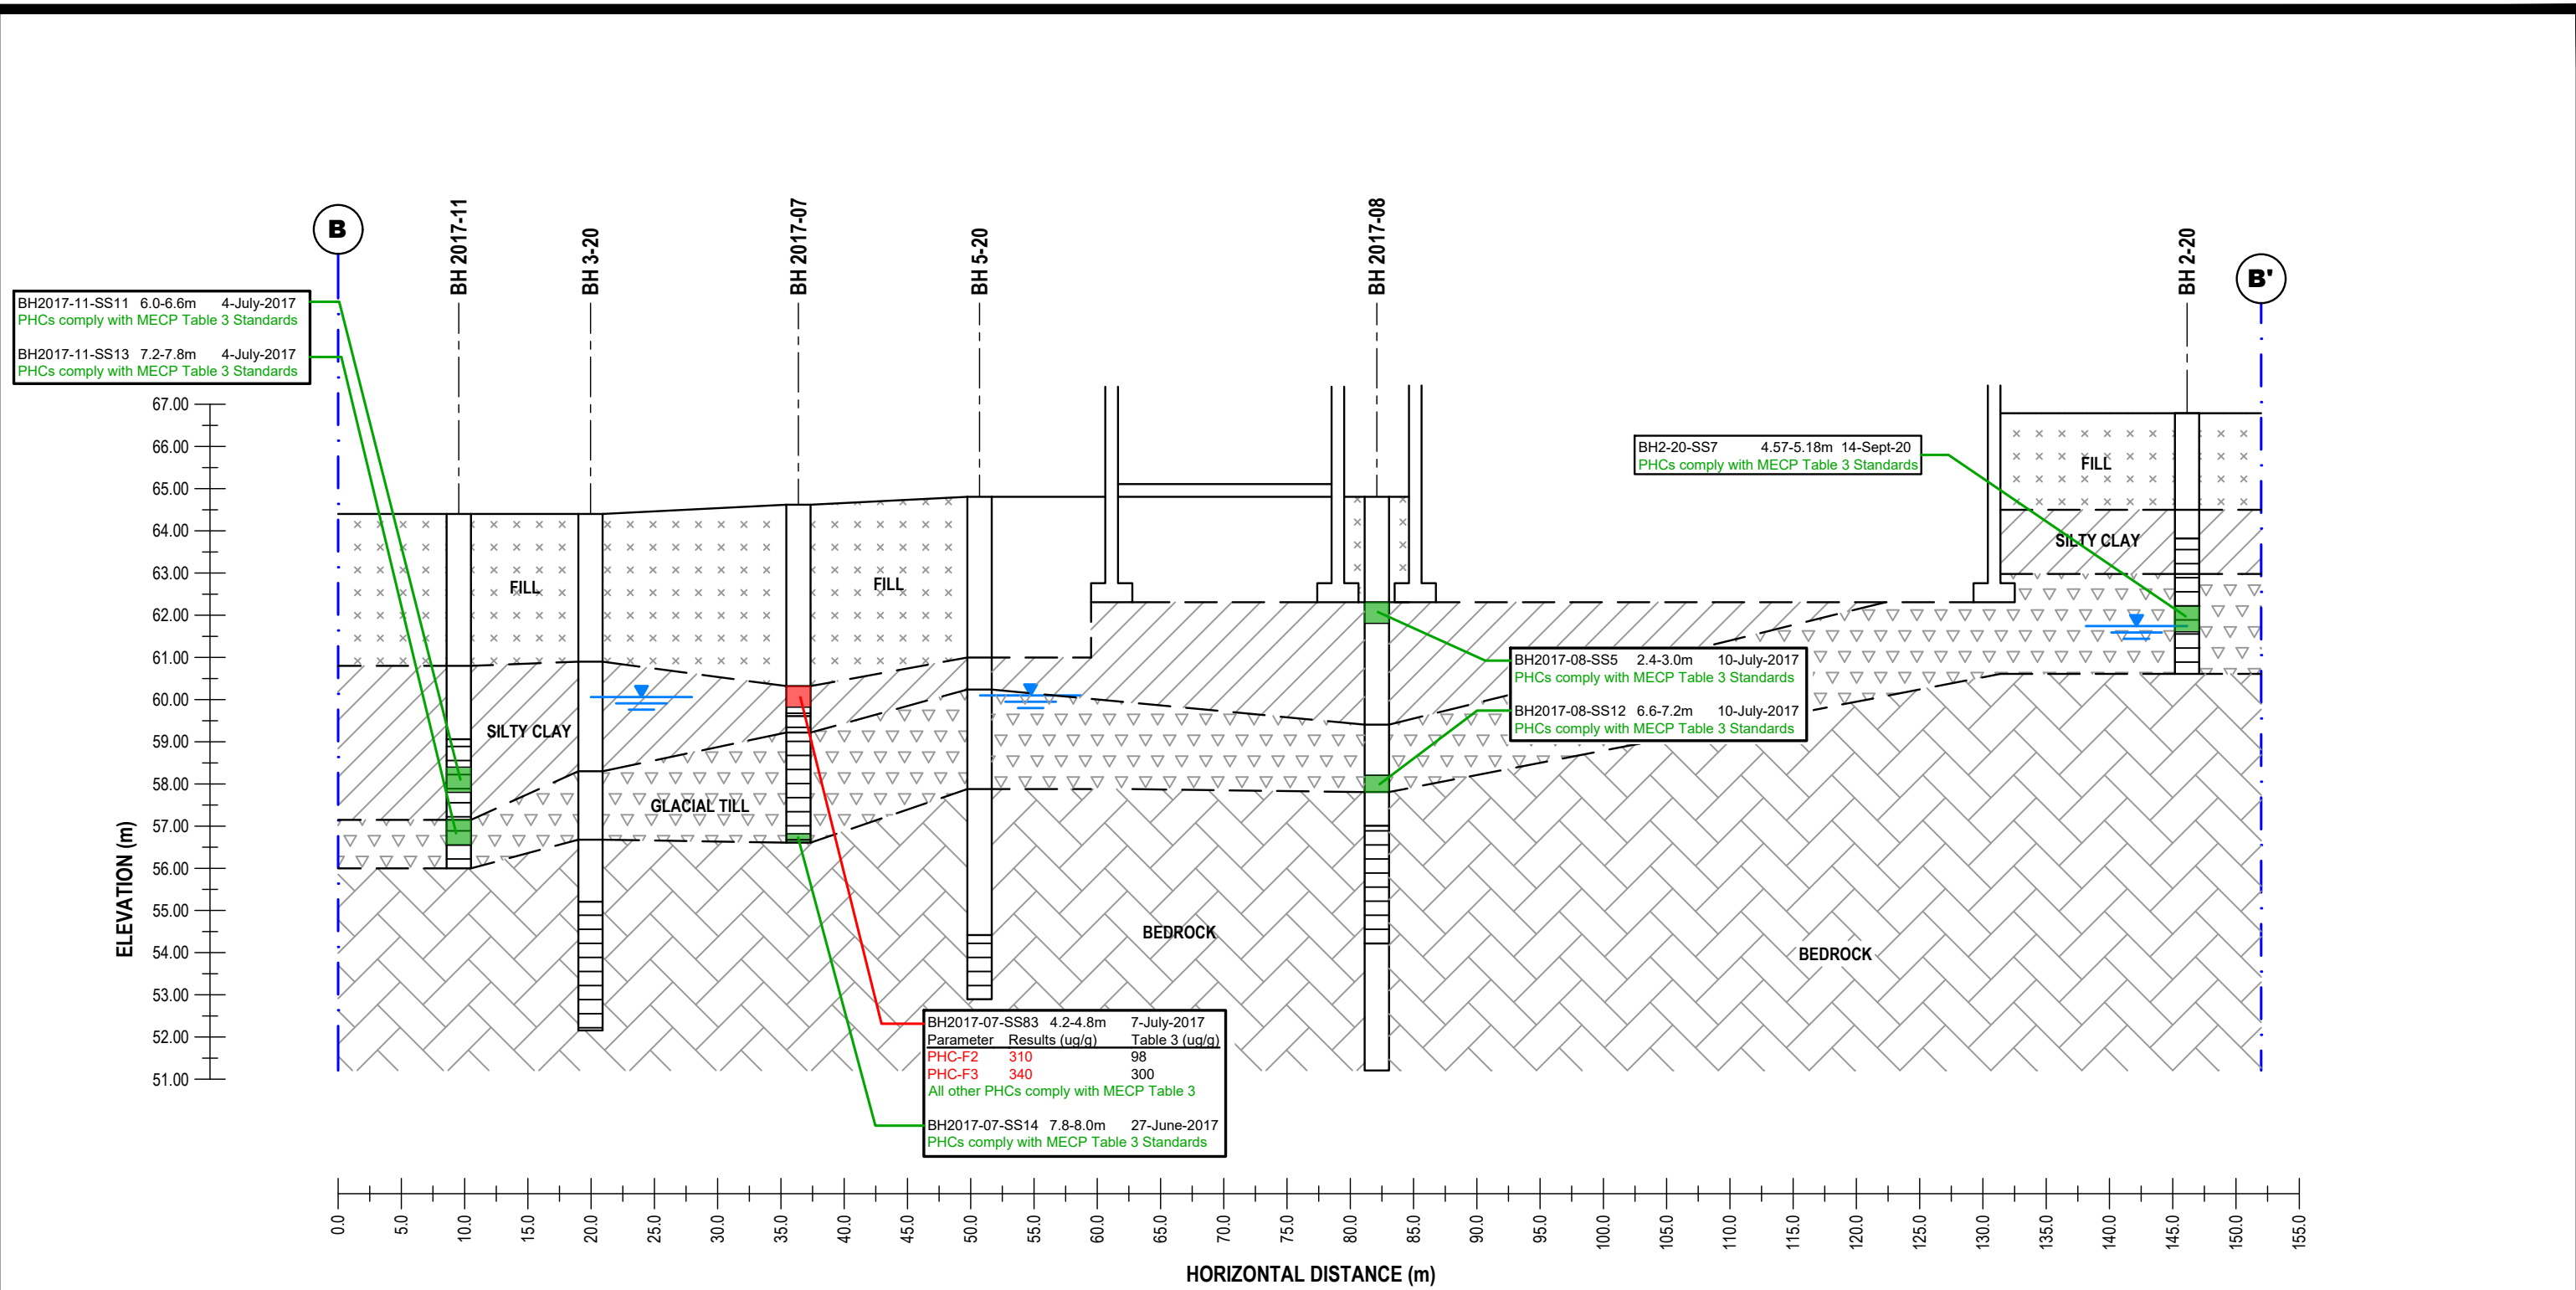 B
BH 2017-11
BH 3-20
BH 2017-07
BH 5-20
BH 2017-08
BH 2-20
B'
BH2017-11-SS11 6.0-6.6m 4-July-2017
PHCs comply with MECP Table 3 Standards
BH2017-11-SS13 7.2-7.8m 4-July-2017
PHCs comply with MECP Table 3 Standards
BH2-20-SS7 4.57-5.18m 14-Sept-20
PHCs comply with MECP Table 3 Standards
67.00
66.00
65.00
64.00
63.00
62.00
61.00
60.00
59.00
58.00
57.00
56.00
55.00
54.00
53.00
52.00
51.00
ELEVATION (m)
FILL
FILL
FILL
SILTY CLAY
SILTY CLAY
GLACIAL TILL
BEDROCK
BEDROCK
BH2017-08-SS5 2.4-3.0m 10-July-2017
PHCs comply with MECP Table 3 Standards
BH2017-08-SS12 6.6-7.2m 10-July-2017
PHCs comply with MECP Table 3 Standards
BH2017-07-SS83 4.2-4.8m 7-July-2017
Parameter Results (ug/g) Table 3 (ug/g)
PHC-F2 310 98
PHC-F3 340 300
All other PHCs comply with MECP Table 3
BH2017-07-SS14 7.8-8.0m 27-June-2017
PHCs comply with MECP Table 3 Standards
0.0 5.0 10.0 15.0 20.0 25.0 30.0 35.0 40.0 45.0 50.0 55.0 60.0 65.0 70.0 75.0 80.0 85.0 90.0 95.0 100.0 105.0 110.0 115.0 120.0 125.0 130.0 135.0 140.0 145.0 150.0 155.0
HORIZONTAL DISTANCE (m)